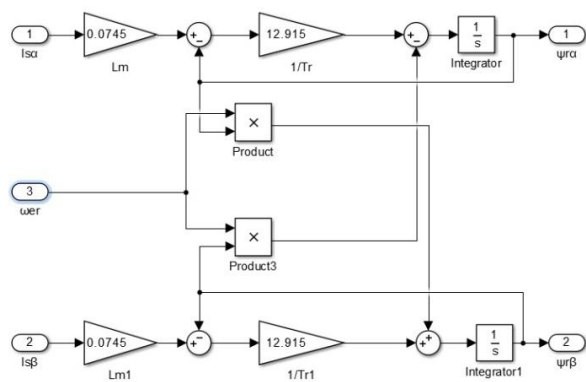 1
Isα
0.0745
Lm
+
−
12.915
1/Tr
+
−
1
s
Integrator
1
ψrα
×
Product
3
ωer
×
Product3
2
Isβ
0.0745
Lm1
−
+
12.915
1/Tr1
+
+
1
s
Integrator1
2
ψrβ